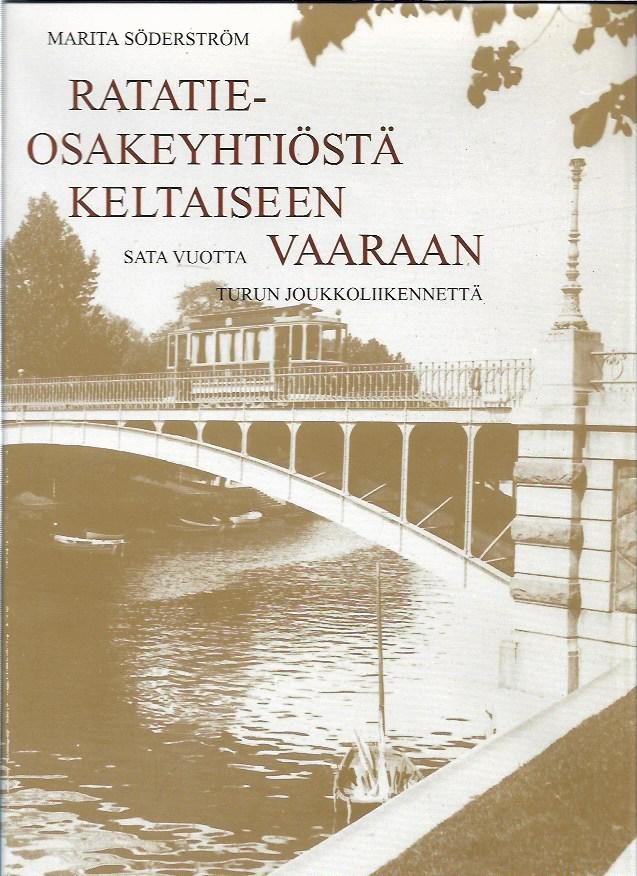 MARITA SÖDERSTRÖM
RATATIE-
OSAKEYHTIÖSTÄ
KELTAISEEN
SATA VUOTTA VAARAAN
TURUN JOUKKOLIIKENNETTÄ